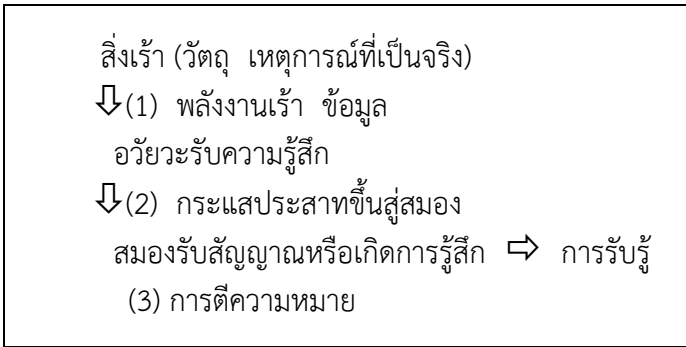 สิ่งเร้า (วัตถุ เหตุการณ์ที่เป็นจริง)
⇩(1) พลังงานเร้า ข้อมูล
อวัยวะรับความรู้สึก
⇩(2) กระแสประสาทขึ้นสู่สมอง
สมองรับสัญญาณหรือเกิดการรู้สึก ⇨ การรับรู้
(3) การตีความหมาย